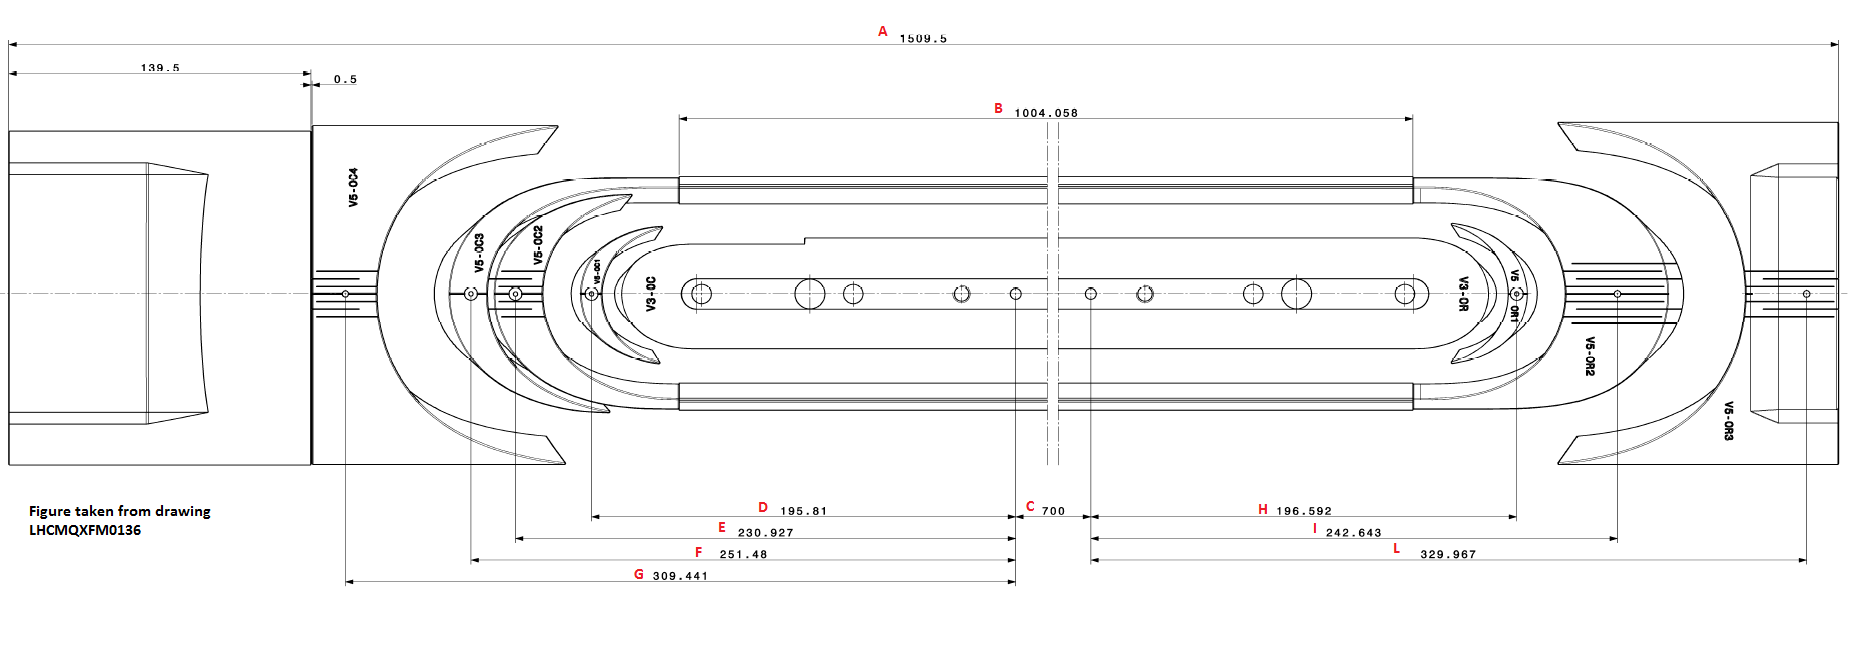 A 1509.5
139.5
0.5
B 1004.058
V5-OC4
V5-OC3
V5-OC2
V5-OC1
V3-OC
V3-OR
V5
OR1
V5-OR2
V5-OR3
D 195.81
C 700
H 196.592
E 230.927
I 242.643
F 251.48
L 329.967
G 309.441
Figure taken from drawing
LHCMQXFM0136